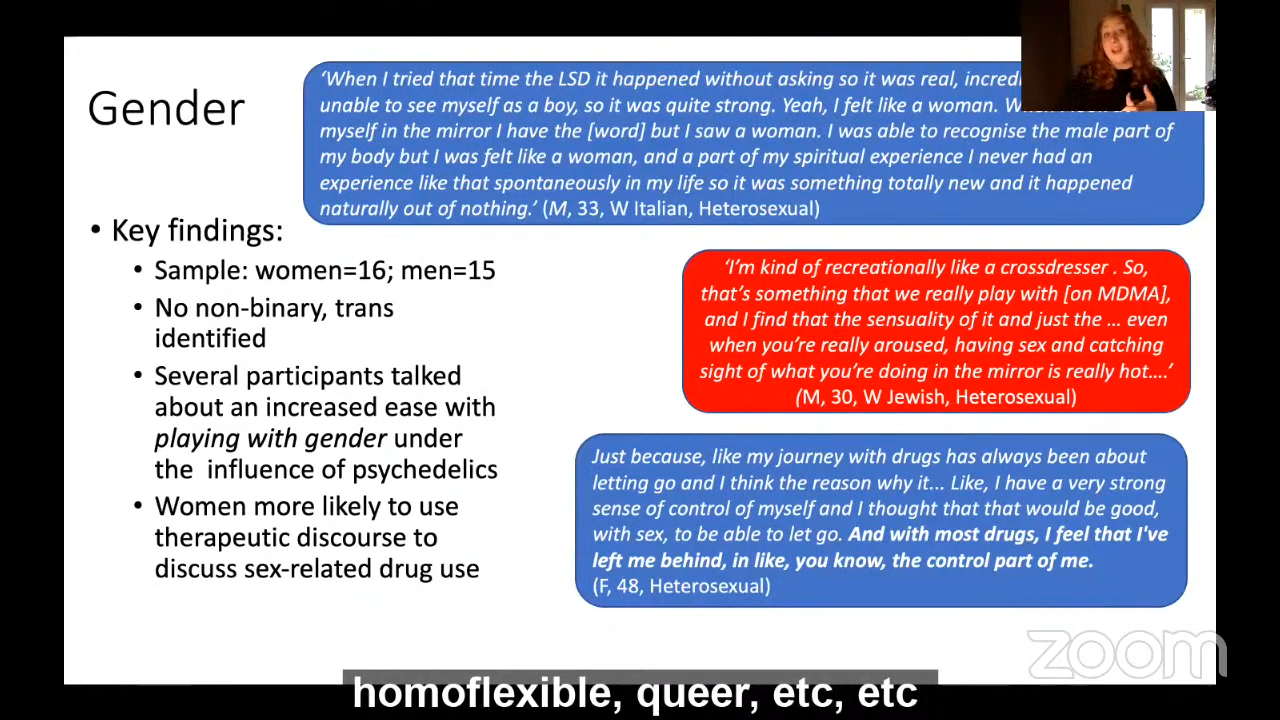 Gender
'When I tried that time the LSD it happened without asking so it was real,
unable to see myself as a boy, so it was quite strong. Yeah, I felt like a woman.
myself in the mirror I have the [word] but I saw a woman. I was able to recognise the male part of
my body but I was felt like a woman, and a part of my spiritual experience I never had an
experience like that spontaneously in my life so it was something totally new and it happened
naturally out of nothing.' (M, 33, W Italian, Heterosexual)
• Key findings:
• Sample: women=16; men=15
• No non-binary, trans
identified
• Several participants talked
about an increased ease with
playing with gender under
the influence of psychedelics
• Women more likely to use
therapeutic discourse to
discuss sex-related drug use
'I'm kind of recreationally like a crossdresser . So,
that's something that we really play with [on MDMA],
and I find that the sensuality of it and just the … even
when you're really aroused, having sex and catching
sight of what you're doing in the mirror is really hot….'
(M, 30, W Jewish, Heterosexual)
Just because, like my journey with drugs has always been about
letting go and I think the reason why it... Like, I have a very strong
sense of control of myself and I thought that that would be good,
with sex, to be able to let go. And with most drugs, I feel that I've
left me behind, in like, you know, the control part of me.
(F, 48, Heterosexual)
zoom
homoflexible, queer, etc, etc